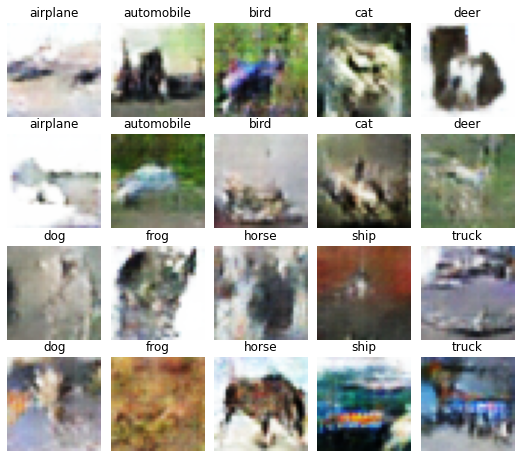 airplane automobile bird cat deer
airplane automobile bird cat deer
dog frog horse ship truck
dog frog horse ship truck